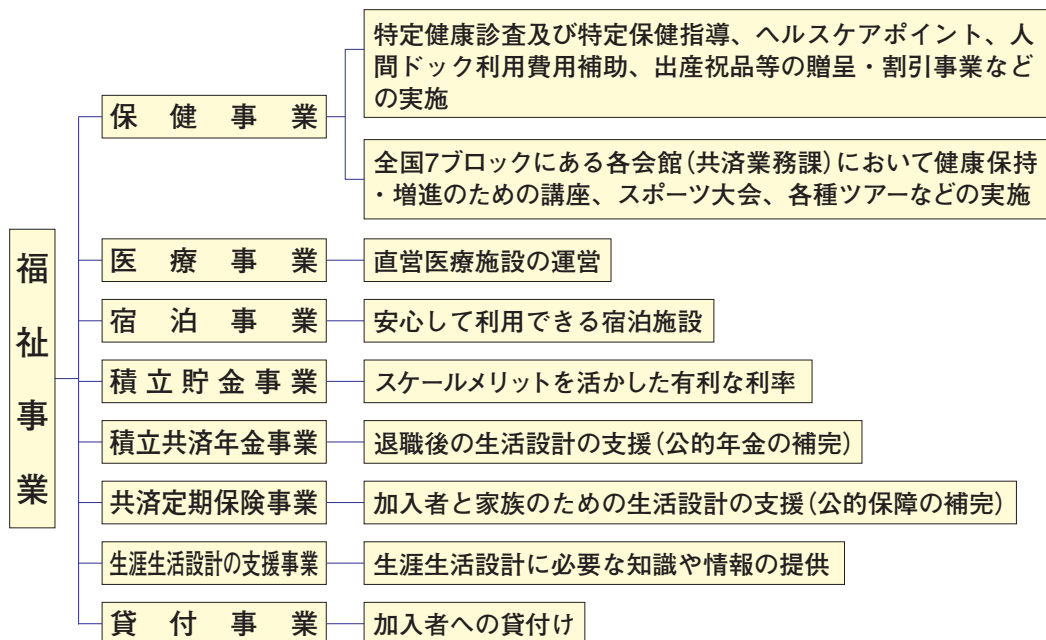 福祉事業
保健事業
特定健康診査及び特定保健指導、ヘルスケアポイント、人
間ドック利用費用補助、出産祝品等の贈呈・割引事業など
の実施
全国7ブロックにある各会館(共済業務課)において健康保持
・増進のための講座、スポーツ大会、各種ツアーなどの実施
医療事業
直営医療施設の運営
宿泊事業
安心して利用できる宿泊施設
積立貯金事業
スケールメリットを活かした有利な利率
積立共済年金事業
退職後の生活設計の支援(公的年金の補完)
共済定期保険事業
加入者と家族のための生活設計の支援(公的保障の補完)
生涯生活設計の支援事業
生涯生活設計に必要な知識や情報の提供
貸付事業
加入者への貸付け